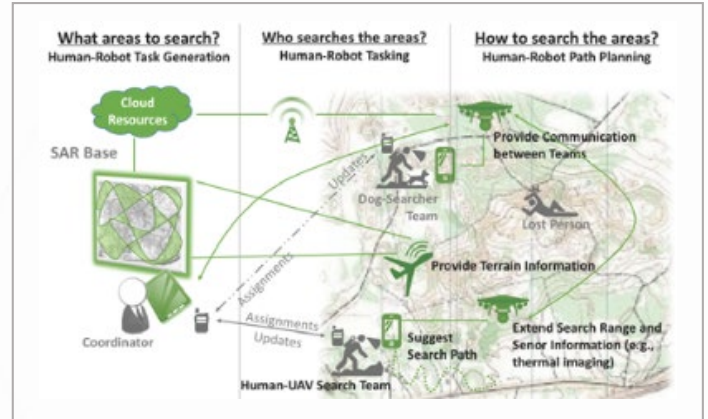 What areas to search?
Human-Robot Task Generation
Who searches the areas?
Human-Robot Tasking
How to search the areas?
Human-Robot Path Planning
Cloud
Resources
SAR Base
Updates
Provide Communication
between Teams
Dog-Searcher
Team
Lost Person
Assignments
Provide Terrain Information
Assignments
Updates
Coordinator
Suggest
Search Path
Extend Search Range and
Sensor Information (e.g.,
thermal imaging)
Human-UAV Search Team